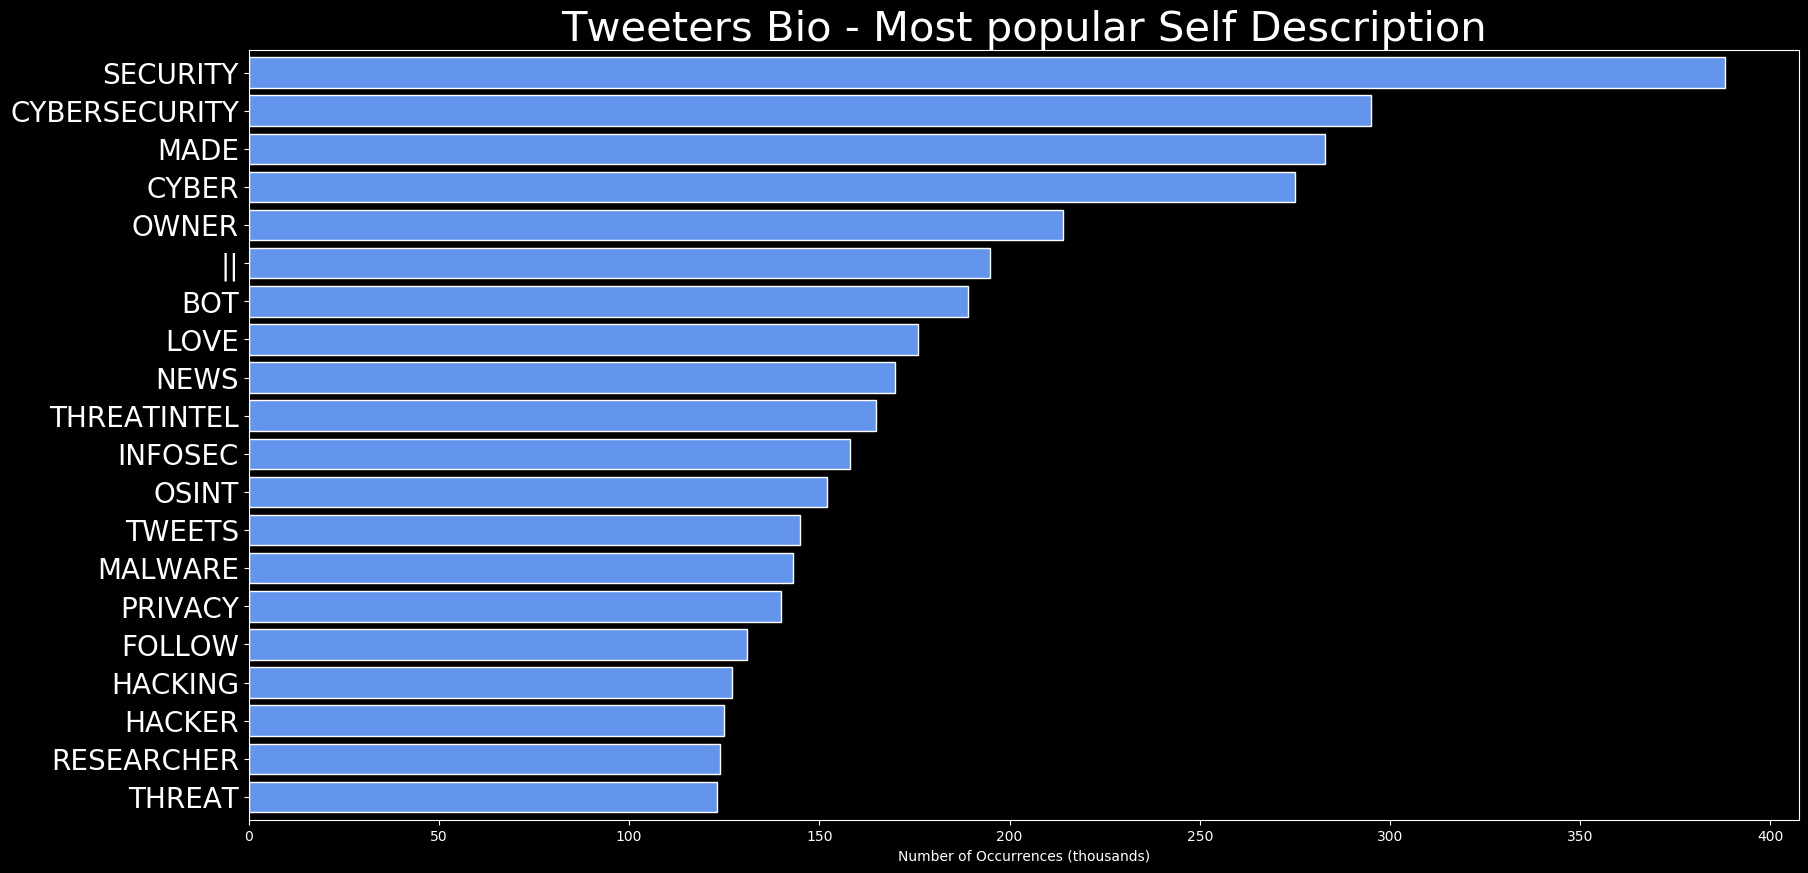 Tweeters Bio - Most popular Self Description
SECURITY
CYBERSECURITY
MADE
CYBER
OWNER
||
BOT
LOVE
NEWS
THREATINTEL
INFOSEC
OSINT
TWEETS
MALWARE
PRIVACY
FOLLOW
HACKING
HACKER
RESEARCHER
THREAT
0 50 100 150 200 250 300 350 400
Number of Occurrences (thousands)